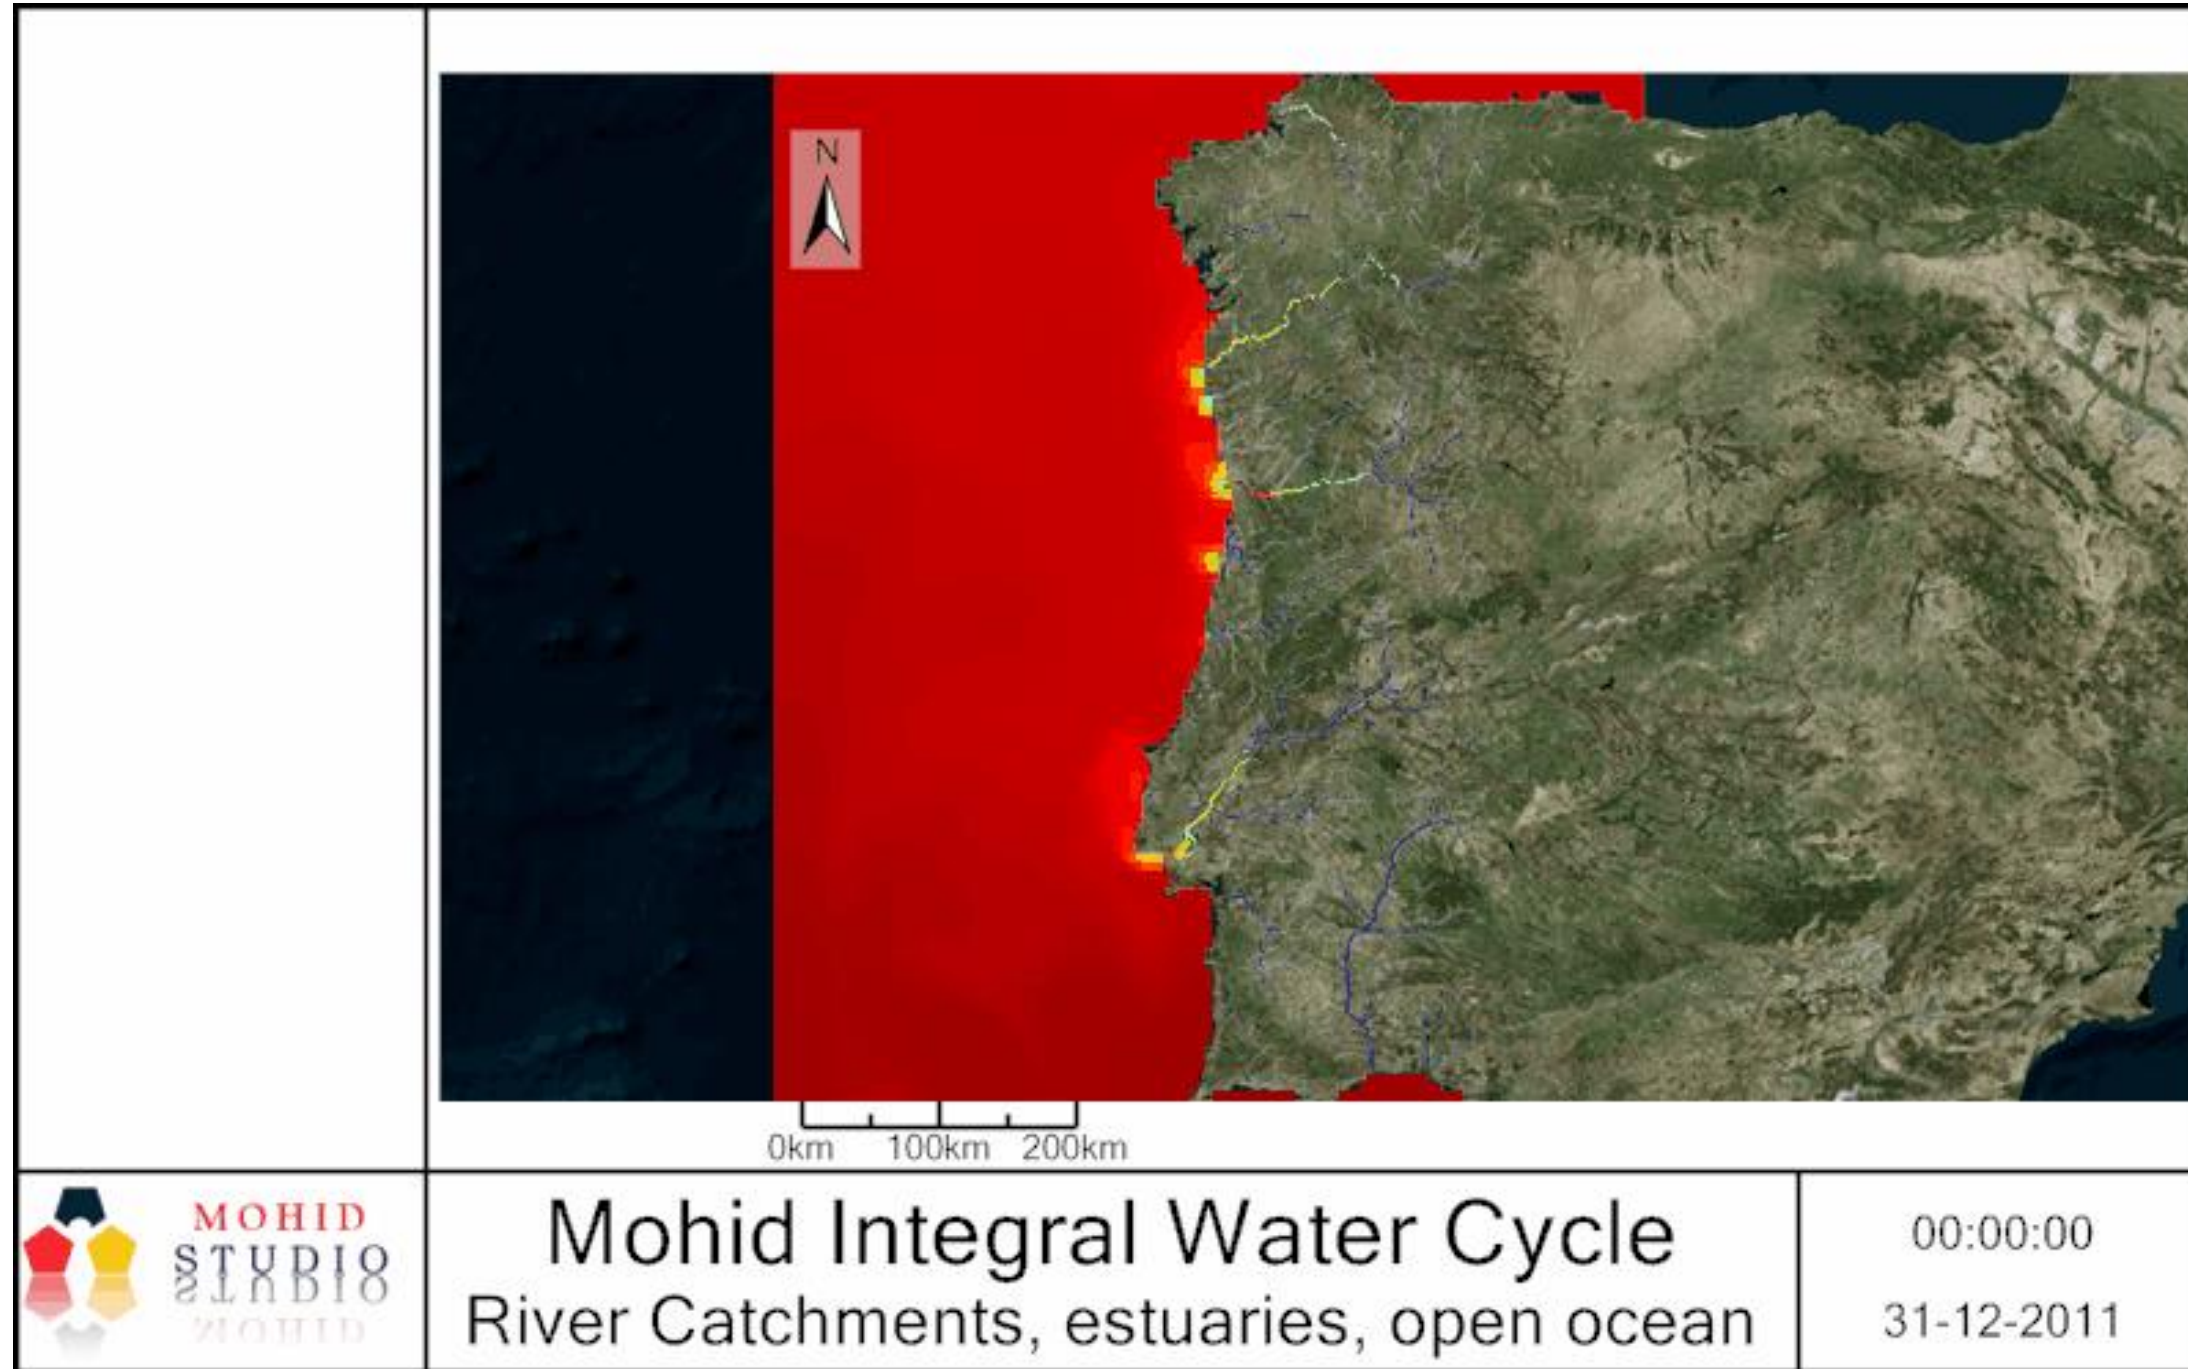 N
0km 100km 200km
MOHID
STUDIO
Mohid Integral Water Cycle
River Catchments, estuaries, open ocean
00:00:00
31-12-2011